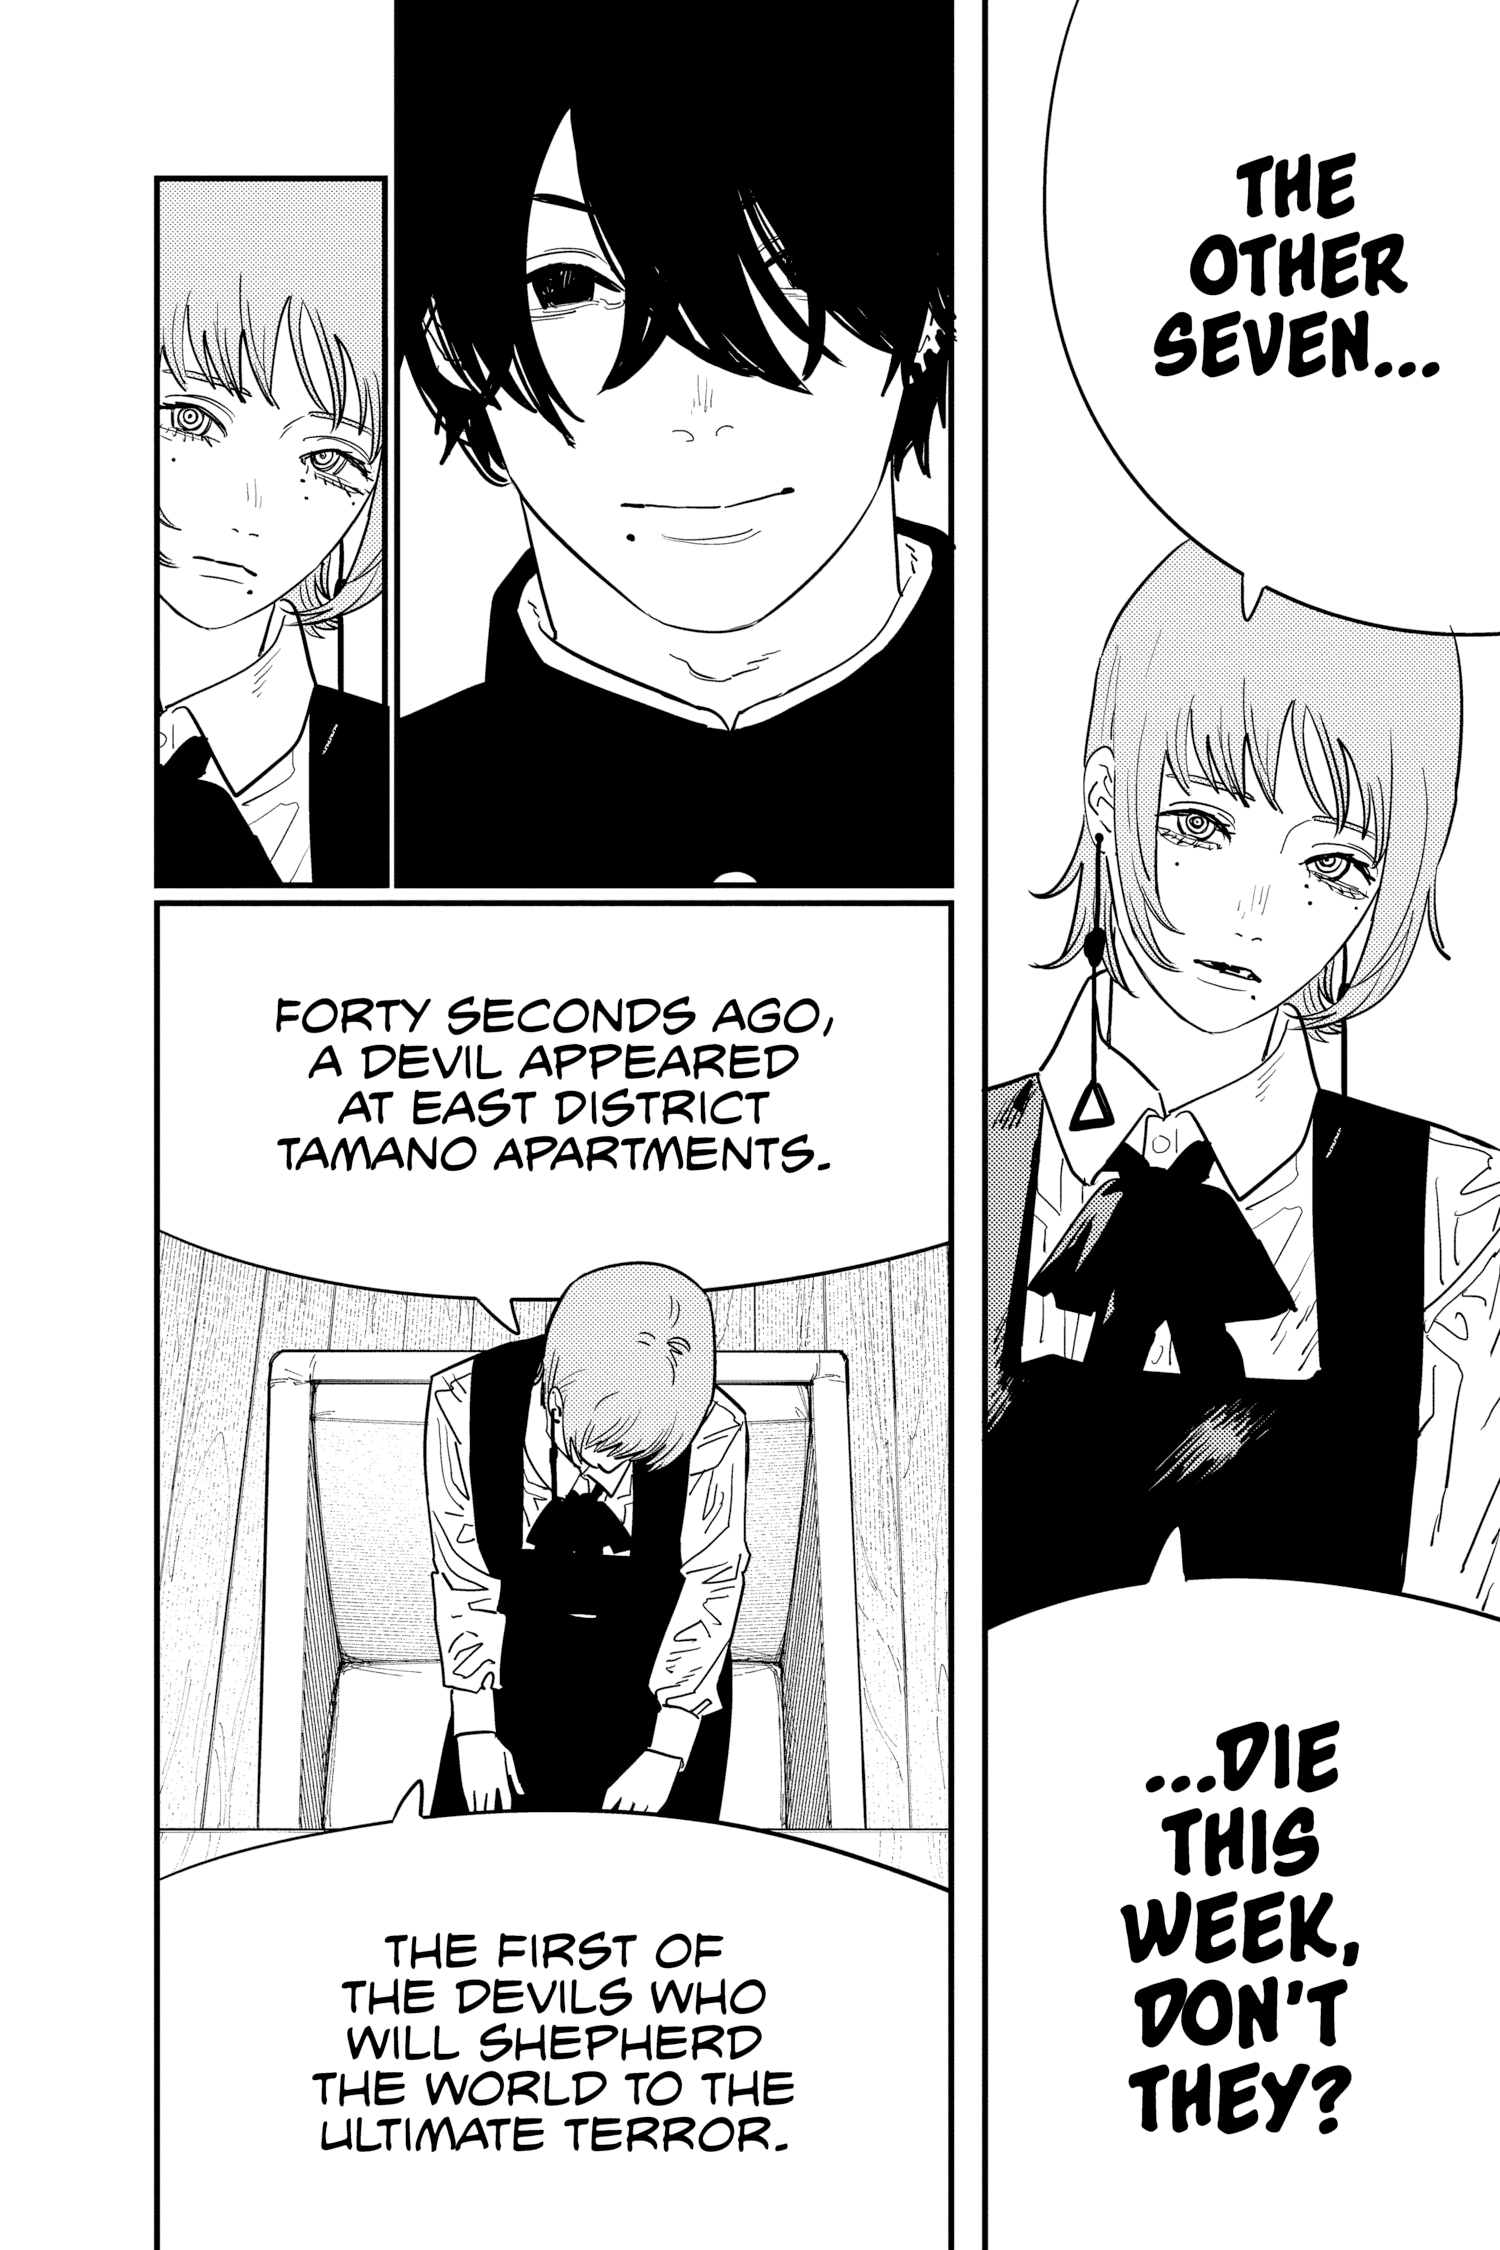 THE
OTHER
SEVEN...
...DIE
THIS
WEEK,
DON'T
THEY?
FORTY SECONDS AGO,
A DEVIL APPEARED
AT EAST DISTRICT
TAMANO APARTMENTS.
THE FIRST OF
THE DEVILS WHO
WILL SHEPHERD
THE WORLD TO THE
ULTIMATE TERROR.